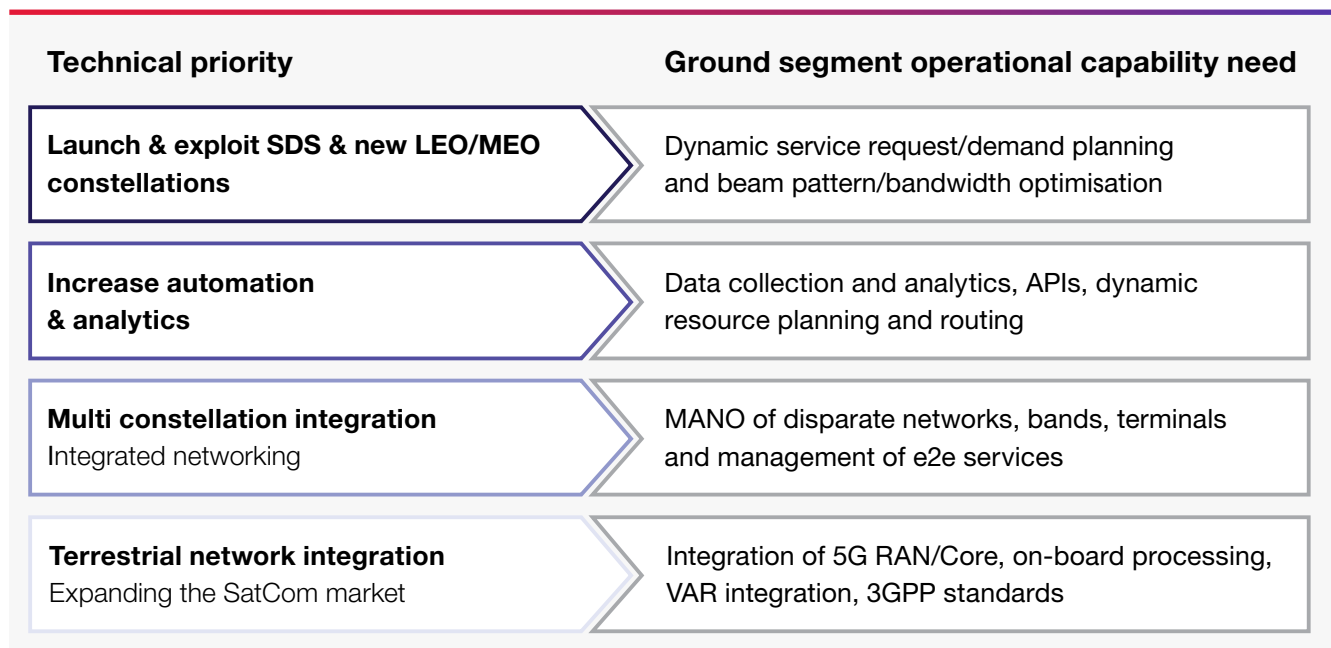 Technical priority
Ground segment operational capability need
Launch & exploit SDS & new LEO/MEO
constellations
Dynamic service request/demand planning
and beam pattern/bandwidth optimisation
Increase automation
& analytics
Data collection and analytics, APIs, dynamic
resource planning and routing
Multi constellation integration
Integrated networking
MANO of disparate networks, bands, terminals
and management of e2e services
Terrestrial network integration
Expanding the SatCom market
Integration of 5G RAN/Core, on-board processing,
VAR integration, 3GPP standards